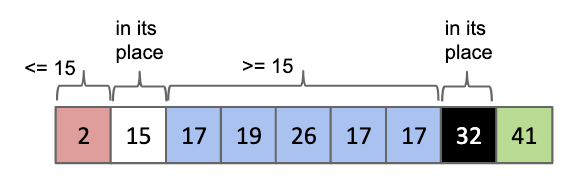 in its
place
in its
place
<= 15
>= 15
2 15 17 19 26 17 17 32 41